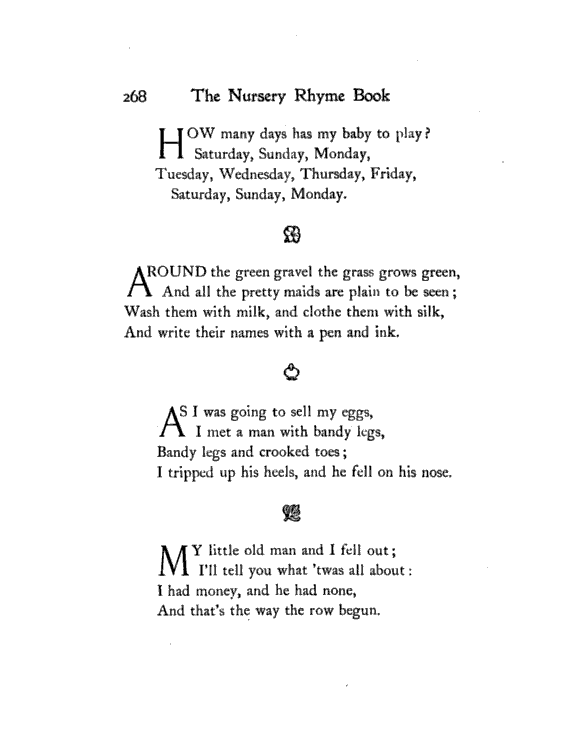 268 The Nursery Rhyme Book
HOW many days has my baby to play?
Saturday, Sunday, Monday,
Tuesday, Wednesday, Thursday, Friday,
Saturday, Sunday, Monday.
AROUND the green gravel the grass grows green,
And all the pretty maids are plain to be seen;
Wash them with milk, and clothe them with silk,
And write their names with a pen and ink.
AS I was going to sell my eggs,
I met a man with bandy legs,
Bandy legs and crooked toes;
I tripped up his heels, and he fell on his nose.
MY little old man and I fell out;
I'll tell you what 'twas all about:
I had money, and he had none,
And that's the way the row begun.